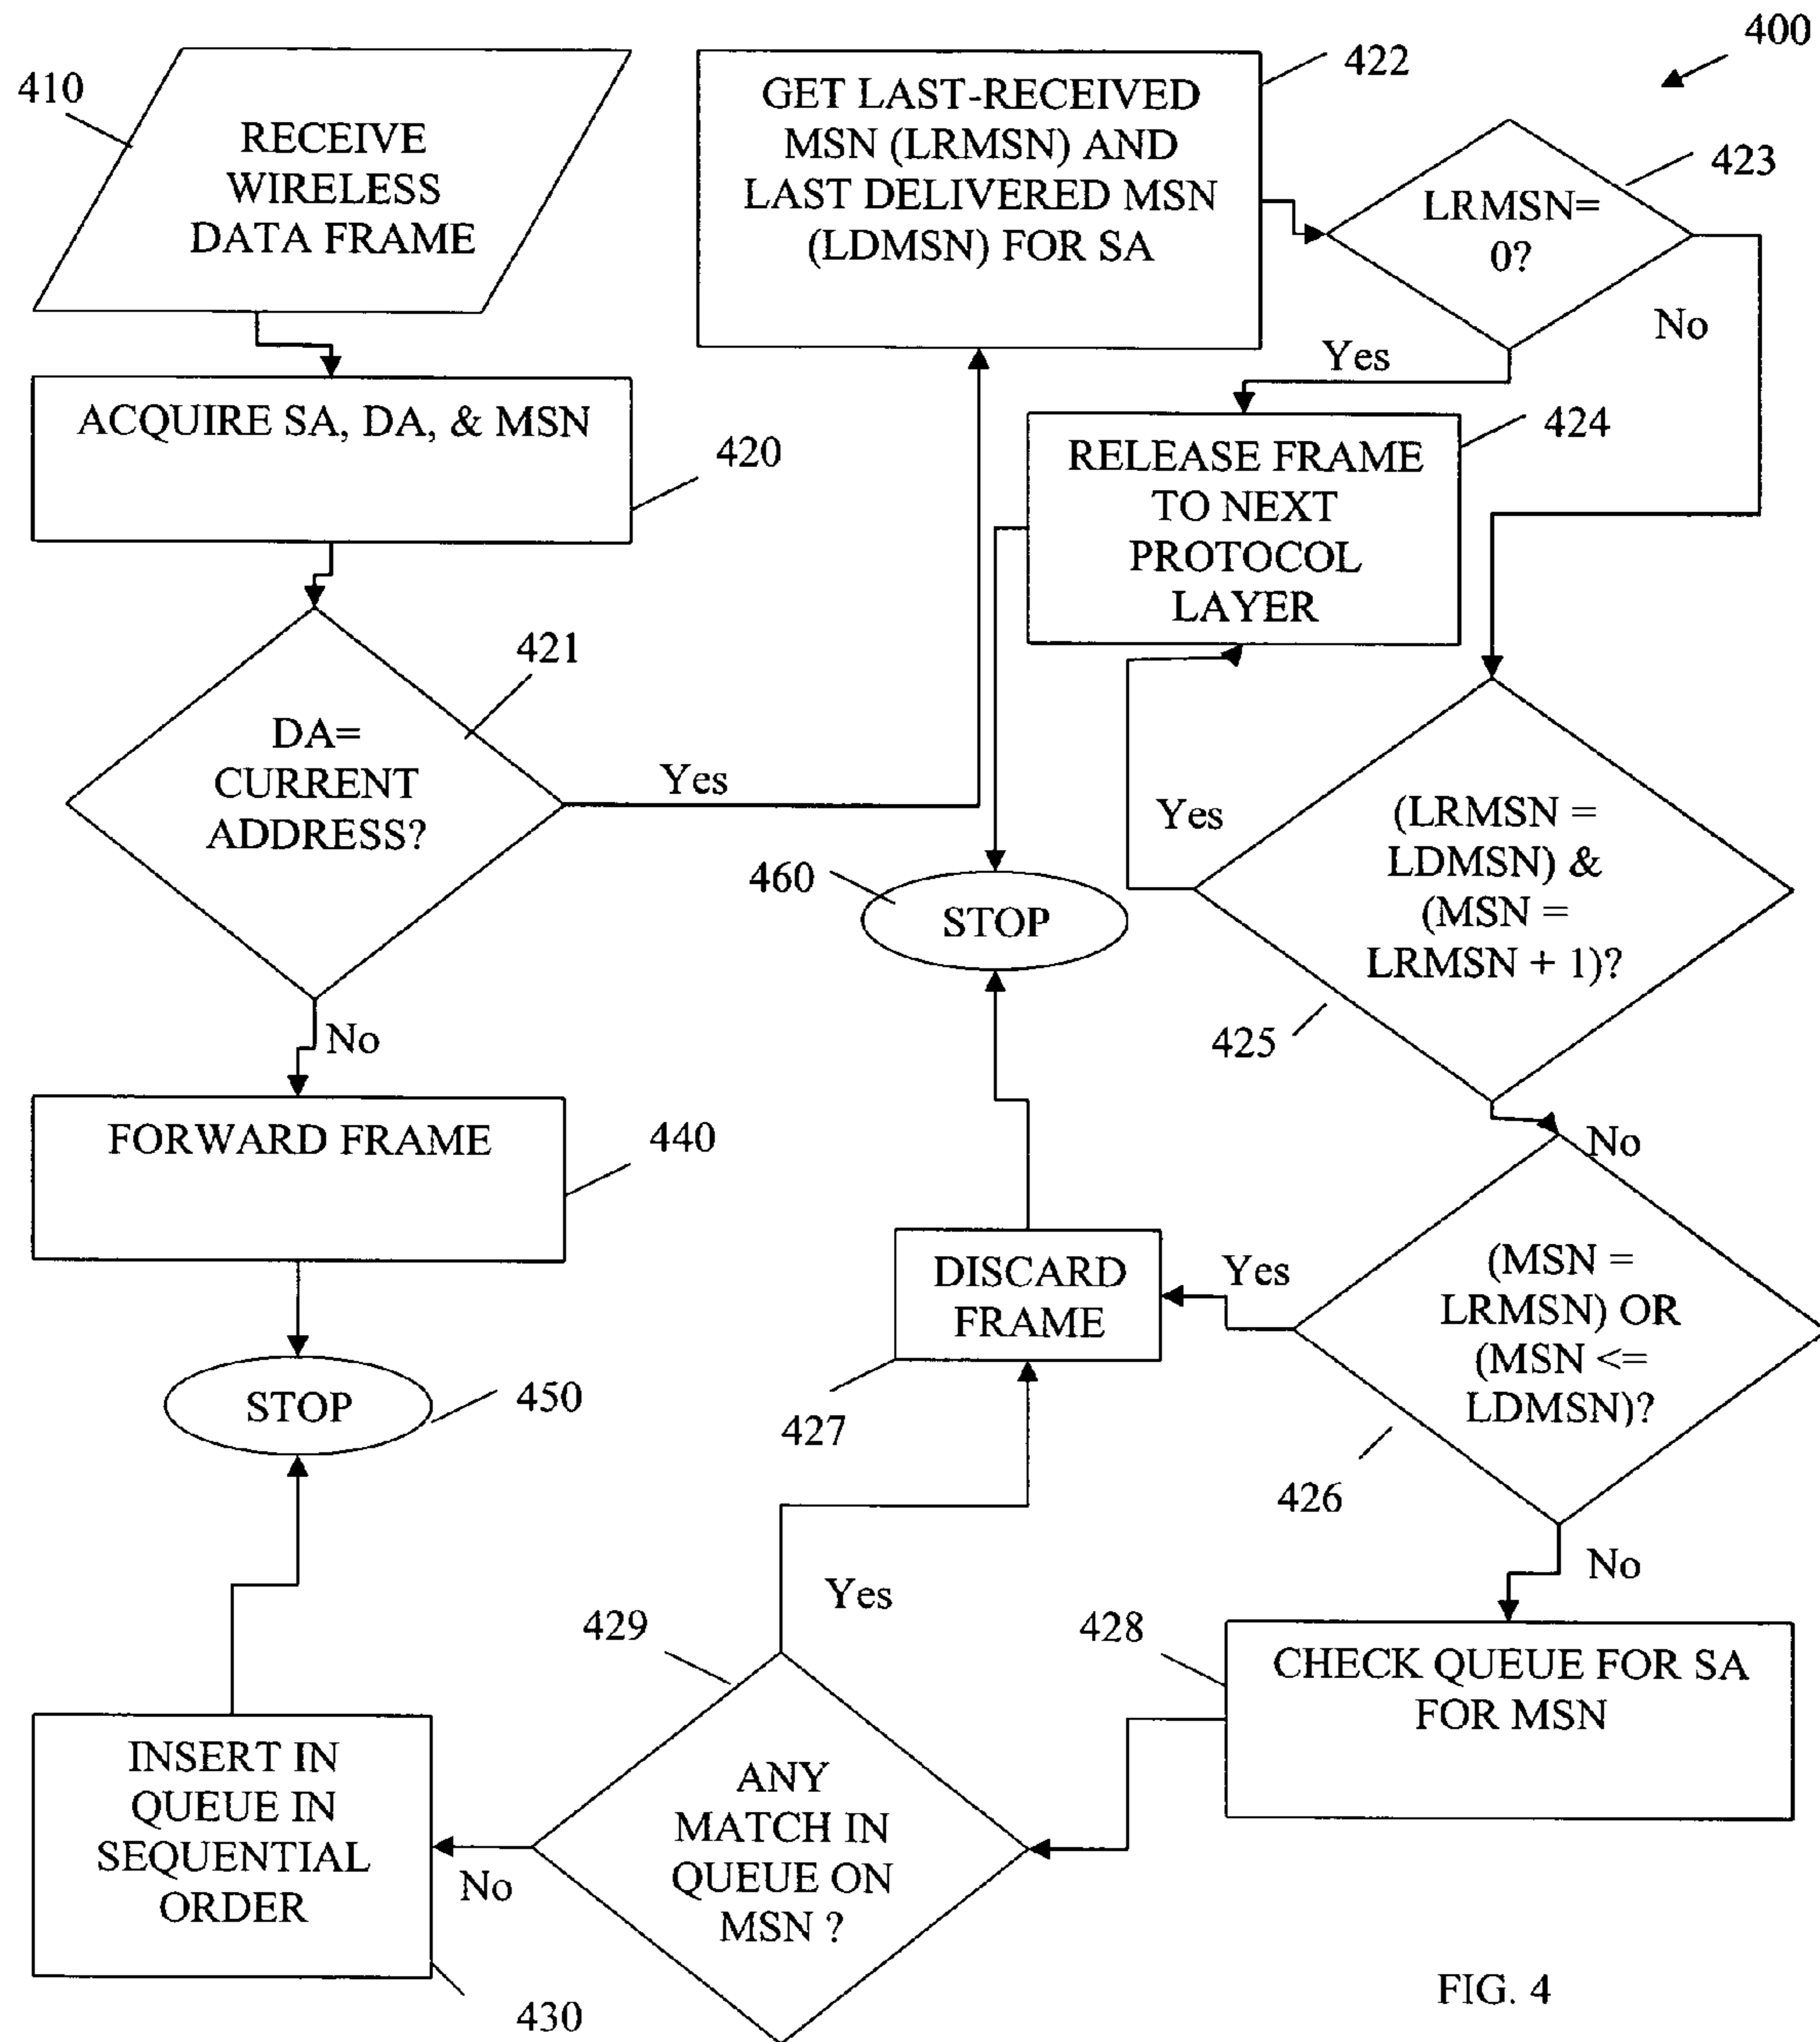 400
410
RECEIVE
WIRELESS
DATA FRAME
422
GET LAST-RECEIVED
MSN (LRMSN) AND
LAST DELIVERED MSN
(LDMSN) FOR SA
423
LRMSN=
0?
No
Yes
ACQUIRE SA, DA, & MSN
420
424
RELEASE FRAME
TO NEXT
PROTOCOL
LAYER
421
DA=
CURRENT
ADDRESS?
Yes
No
Yes
(LRMSN =
LDMSN) &
(MSN =
LRMSN + 1)?
425
No
460
STOP
FORWARD FRAME
440
DISCARD
FRAME
427
Yes
(MSN =
LRMSN) OR
(MSN <=
LDMSN)?
426
No
STOP
450
428
CHECK QUEUE FOR SA
FOR MSN
429
Yes
ANY
MATCH IN
QUEUE ON
MSN ?
No
INSERT IN
QUEUE IN
SEQUENTIAL
ORDER
430
FIG. 4